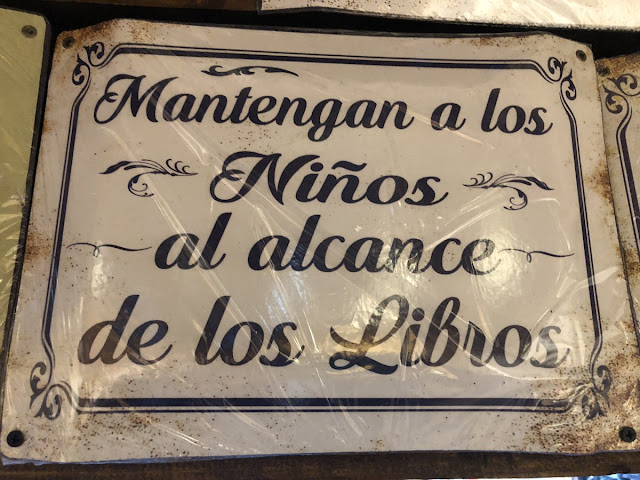 Mantengan a los
Niños
al alcance
de los Libros